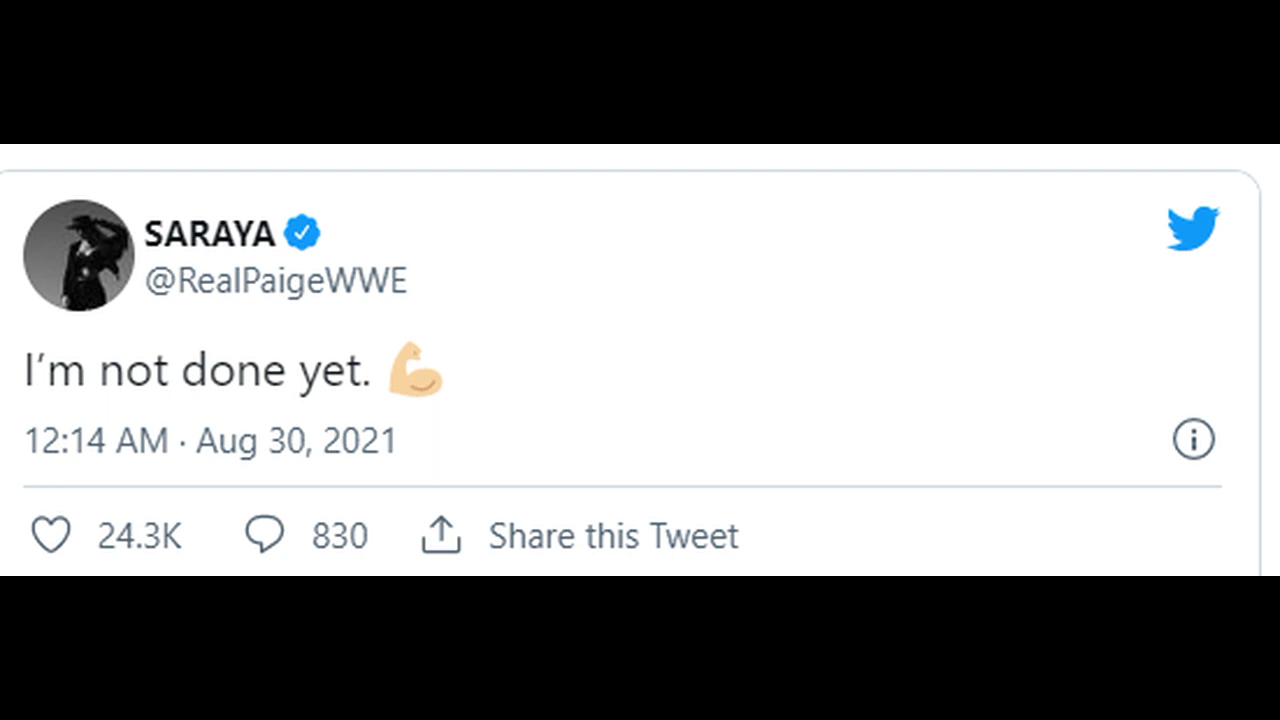 SARAYA
@RealPaigeWWE
I'm not done yet. 💪🏼
12:14 AM · Aug 30, 2021
24.3K 830 Share this Tweet